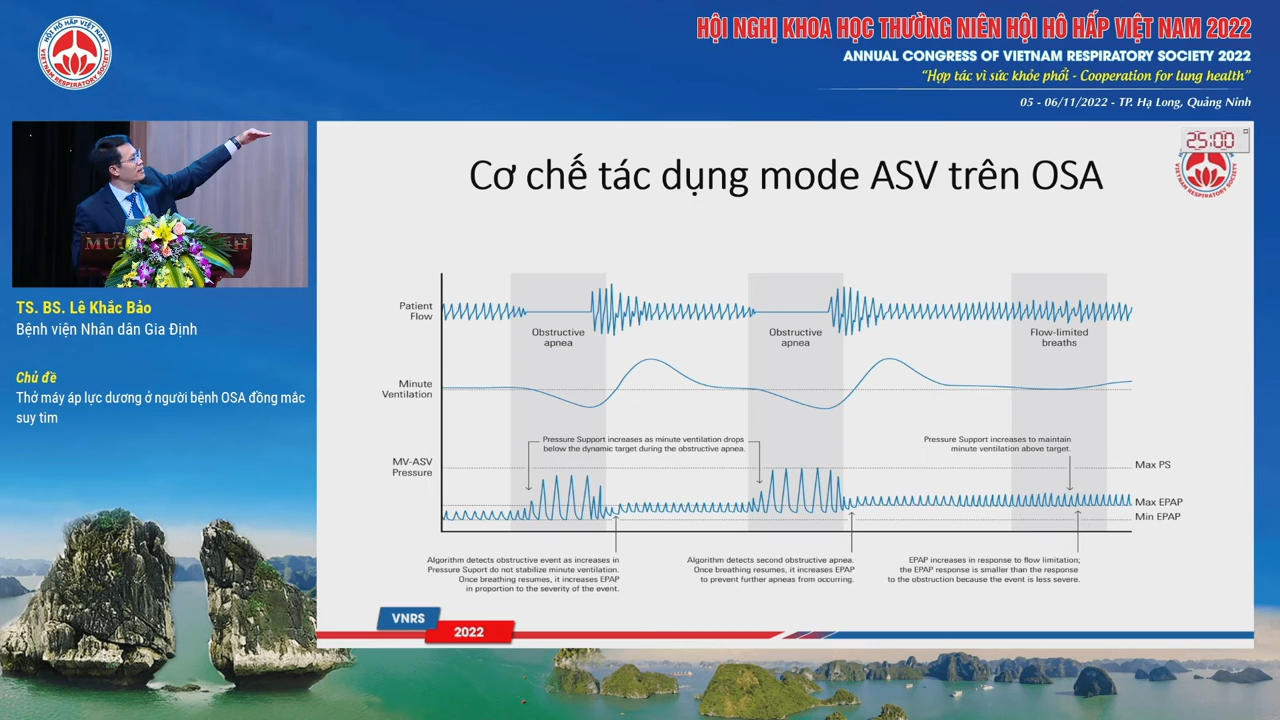 HỘI HÔ HẤP VIỆT NAM
VIETNAM RESPIRATORY SOCIETY
HỘI NGHỊ KHOA HỌC THƯỜNG NIÊN HỘI HÔ HẤP VIỆT NAM 2022
ANNUAL CONGRESS OF VIETNAM RESPIRATORY SOCIETY 2022
“Hợp tác vì sức khỏe phổi - Cooperation for lung health”
05 - 06/11/2022 - TP. Hạ Long, Quảng Ninh
TS. BS. Lê Khắc Bảo
Bệnh viện Nhân dân Gia Định
Chủ đề
Thở máy áp lực dương ở người bệnh OSA đồng mắc
suy tim
25:00
Cơ chế tác dụng mode ASV trên OSA
Patient
Flow
Obstructive
apnea
Obstructive
apnea
Flow-limited
breaths
Minute
Ventilation
Pressure Support increases as minute ventilation drops
below the dynamic target during the obstructive apnea.
Pressure Support increases to maintain
minute ventilation above target.
MV-ASV
Pressure
Max PS
Max EPAP
Min EPAP
Algorithm detects obstructive event as increases in
Pressure Suport do not stabilize minute ventilation.
Once breathing resumes, it increases EPAP
in proportion to the severity of the event.
Algorithm detects second obstructive apnea.
Once breathing resumes, it increases EPAP
to prevent further apneas from occurring.
EPAP increases in response to flow limitation;
the EPAP response is smaller than the response
to the obstruction because the event is less severe.
VNRS
2022